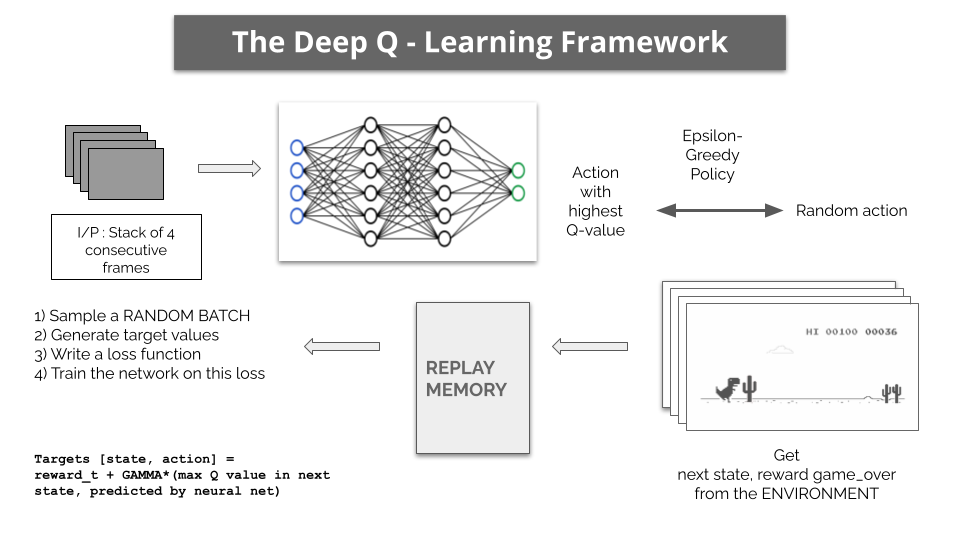 The Deep Q - Learning Framework
I/P : Stack of 4
consecutive
frames
Action
with
highest
Q-value
Epsilon-
Greedy
Policy
Random action
1) Sample a RANDOM BATCH
2) Generate target values
3) Write a loss function
4) Train the network on this loss
REPLAY
MEMORY
HI 00100 00036
Targets [state, action] =
reward_t + GAMMA*(max Q value in next
state, predicted by neural net)
Get
next state, reward game_over
from the ENVIRONMENT